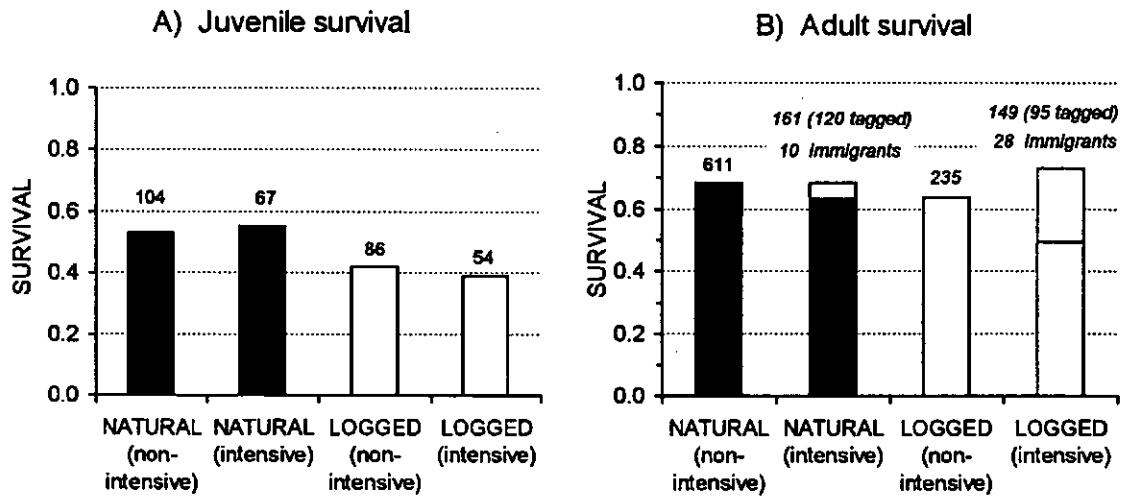 A) Juvenile survival
SURVIVAL
1.0
0.8
0.6
0.4
0.2
0.0
104
67
86
54
NATURAL
(non-
intensive)
NATURAL
(intensive)
LOGGED
(non-
intensive)
LOGGED
(intensive)
B) Adult survival
SURVIVAL
1.0
0.8
0.6
0.4
0.2
0.0
611
161 (120 tagged)
10 immigrants
235
149 (95 tagged)
28 immigrants
NATURAL
(non-
intensive)
NATURAL
(intensive)
LOGGED
(non-
intensive)
LOGGED
(intensive)